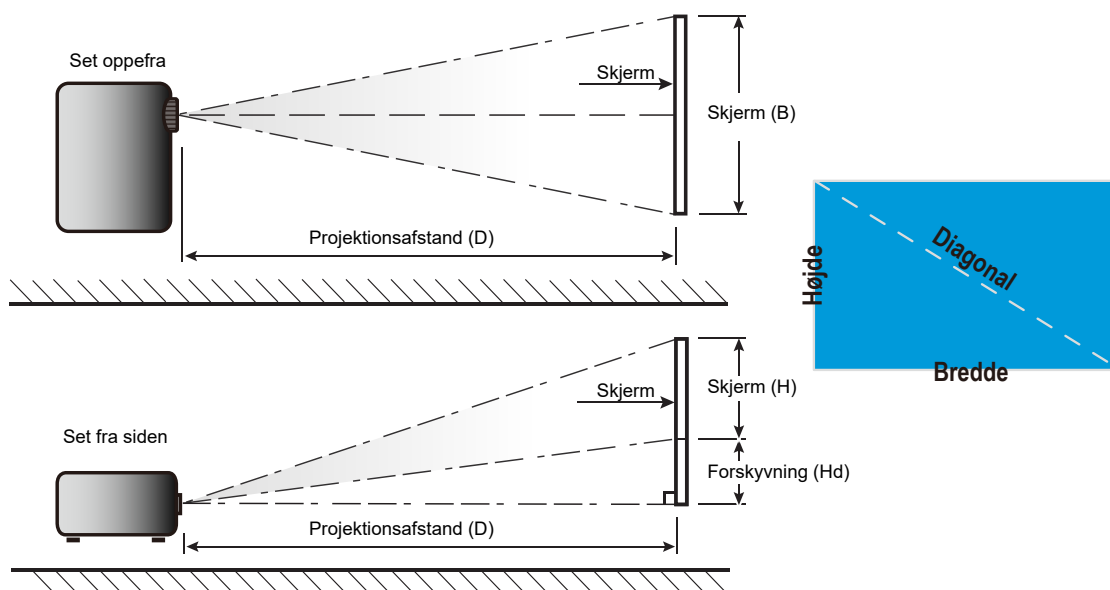 Set oppefra
Skjerm
Skjerm (B)
Projektionsafstand (D)
Højde
Diagonal
Bredde
Set fra siden
Skjerm
Skjerm (H)
Forskyvning (Hd)
Projektionsafstand (D)